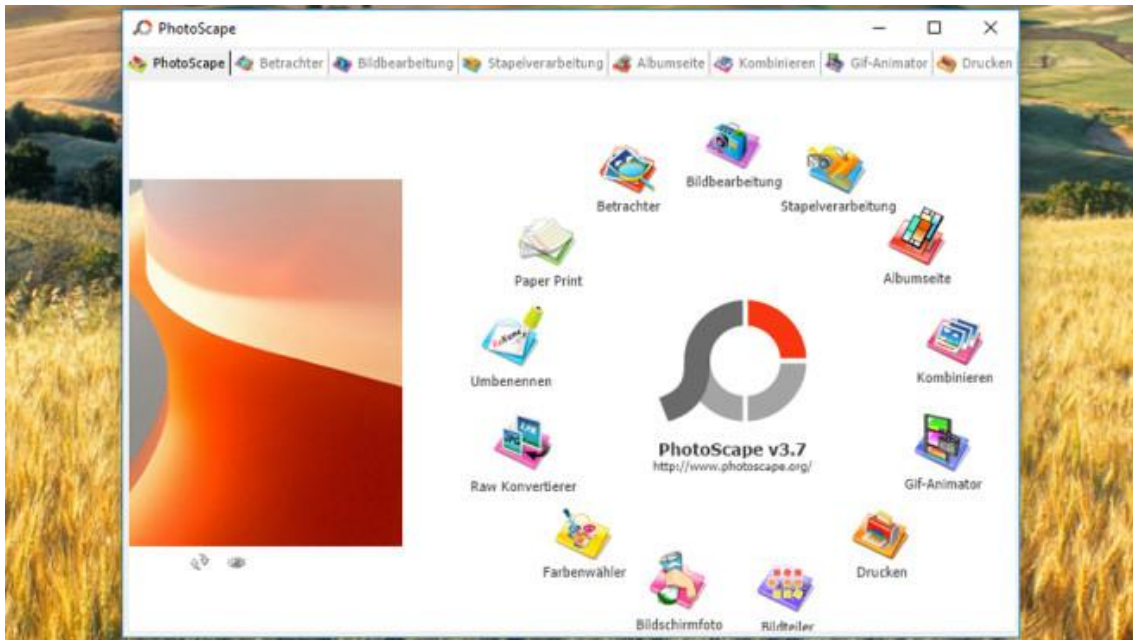 PhotoScape
PhotoScape Betrachter Bildbearbeitung Stapelverarbeitung Albumseite Kombinieren Gif-Animator Drucken
Bildbearbeitung
Betrachter
Stapelverarbeitung
Paper Print
Albumseite
Umbenennen
Kombinieren
PhotoScape v3.7
http://www.photoscape.org/
Raw Konvertierer
Gif-Animator
Farbenwähler
Drucken
Bildschirmfoto
Bildteiler